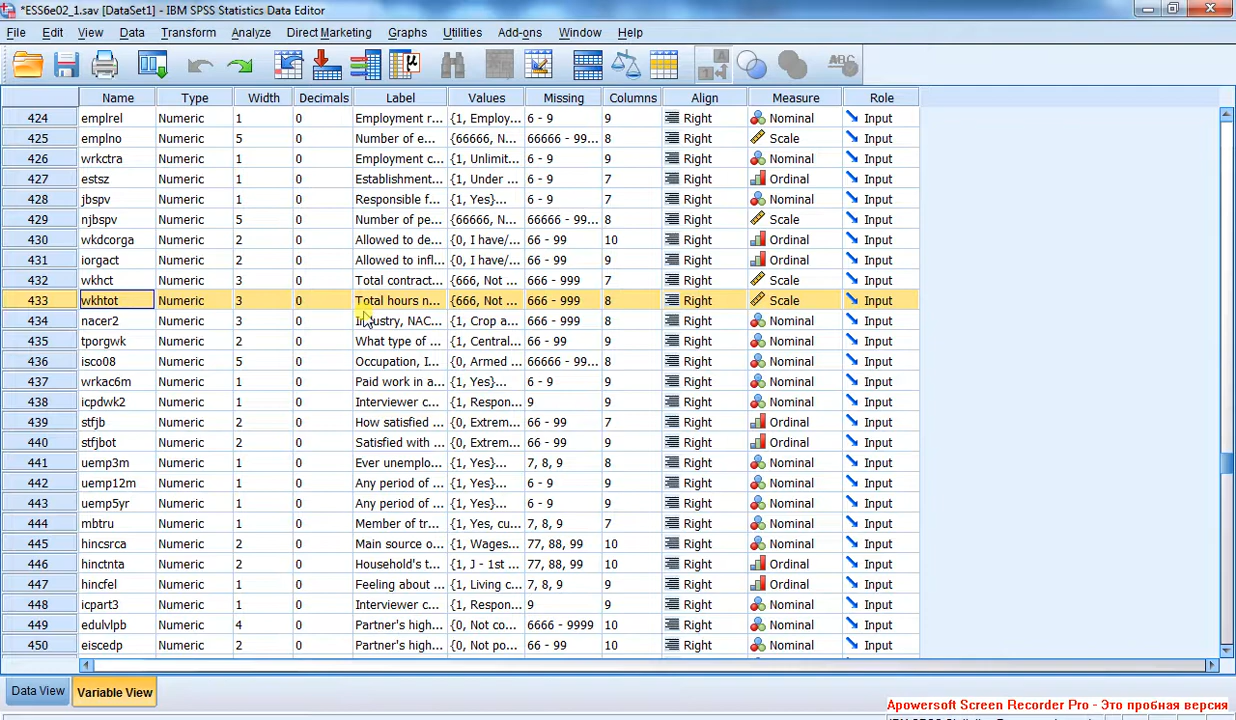 *ESS6e02_1.sav [DataSet1] - IBM SPSS Statistics Data Editor
File Edit View Data Transform Analyze Direct Marketing Graphs Utilities Add-ons Window Help
Name Type Width Decimals Label Values Missing Columns Align Measure Role
424 emplrel Numeric 1 0 Employment r... {1, Employ... 6 - 9 9 Right Nominal Input
425 emplno Numeric 5 0 Number of e... {66666, N... 66666 - 99... 8 Right Scale Input
426 wrkctra Numeric 1 0 Employment c... {1, Unlimit... 6 - 9 9 Right Nominal Input
427 estsz Numeric 1 0 Establishment... {1, Under ... 6 - 9 7 Right Ordinal Input
428 jbspv Numeric 1 0 Responsible f... {1, Yes}... 6 - 9 7 Right Nominal Input
429 njbspv Numeric 5 0 Number of pe... {66666, N... 66666 - 99... 8 Right Scale Input
430 wkdcorga Numeric 2 0 Allowed to de... {0, I have/... 66 - 99 10 Right Ordinal Input
431 iorgact Numeric 2 0 Allowed to infl... {0, I have/... 66 - 99 9 Right Ordinal Input
432 wkhct Numeric 3 0 Total contract... {666, Not ... 666 - 999 7 Right Scale Input
433 wkhtot Numeric 3 0 Total hours n... {666, Not ... 666 - 999 8 Right Scale Input
434 nacer2 Numeric 3 0 Industry, NAC... {1, Crop a... 666 - 999 8 Right Nominal Input
435 tporgwk Numeric 2 0 What type of ... {1, Central... 66 - 99 9 Right Nominal Input
436 isco08 Numeric 5 0 Occupation, I... {0, Armed ... 66666 - 99... 8 Right Nominal Input
437 wrkac6m Numeric 1 0 Paid work in a... {1, Yes}... 6 - 9 9 Right Nominal Input
438 icpdwk2 Numeric 1 0 Interviewer c... {1, Respon... 9 9 Right Nominal Input
439 stfjb Numeric 2 0 How satisfied ... {0, Extrem... 66 - 99 7 Right Ordinal Input
440 stfjbot Numeric 2 0 Satisfied with ... {0, Extrem... 66 - 99 9 Right Ordinal Input
441 uemp3m Numeric 1 0 Ever unemplo... {1, Yes}... 7, 8, 9 8 Right Nominal Input
442 uemp12m Numeric 1 0 Any period of ... {1, Yes}... 6 - 9 9 Right Nominal Input
443 uemp5yr Numeric 1 0 Any period of ... {1, Yes}... 6 - 9 9 Right Nominal Input
444 mbtru Numeric 1 0 Member of tr... {1, Yes, cu... 7, 8, 9 7 Right Nominal Input
445 hincsrca Numeric 2 0 Main source o... {1, Wages... 77, 88, 99 10 Right Nominal Input
446 hinctnta Numeric 2 0 Household's t... {1, J - 1st ... 77, 88, 99 10 Right Ordinal Input
447 hincfel Numeric 1 0 Feeling about ... {1, Living c... 7, 8, 9 9 Right Ordinal Input
448 icpart3 Numeric 1 0 Interviewer c... {1, Respon... 9 9 Right Nominal Input
449 edulvlpb Numeric 4 0 Partner's high... {0, Not co... 6666 - 9999 10 Right Nominal Input
450 eiscedp Numeric 2 0 Partner's high... {0, Not po... 66 - 99 10 Right Nominal Input
Data View Variable View
Apowersoft Screen Recorder Pro - Это пробная версия